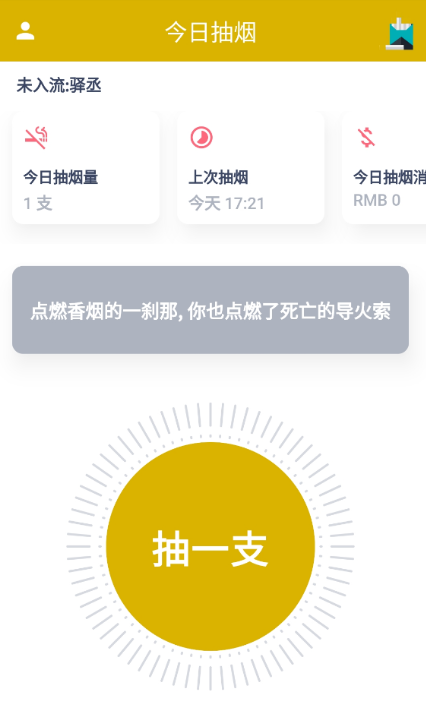 今日抽烟
未入流:驿丞
今日抽烟量
1 支
上次抽烟
今天 17:21
今日抽烟消
RMB 0
点燃香烟的一刹那, 你也点燃了死亡的导火索
抽一支